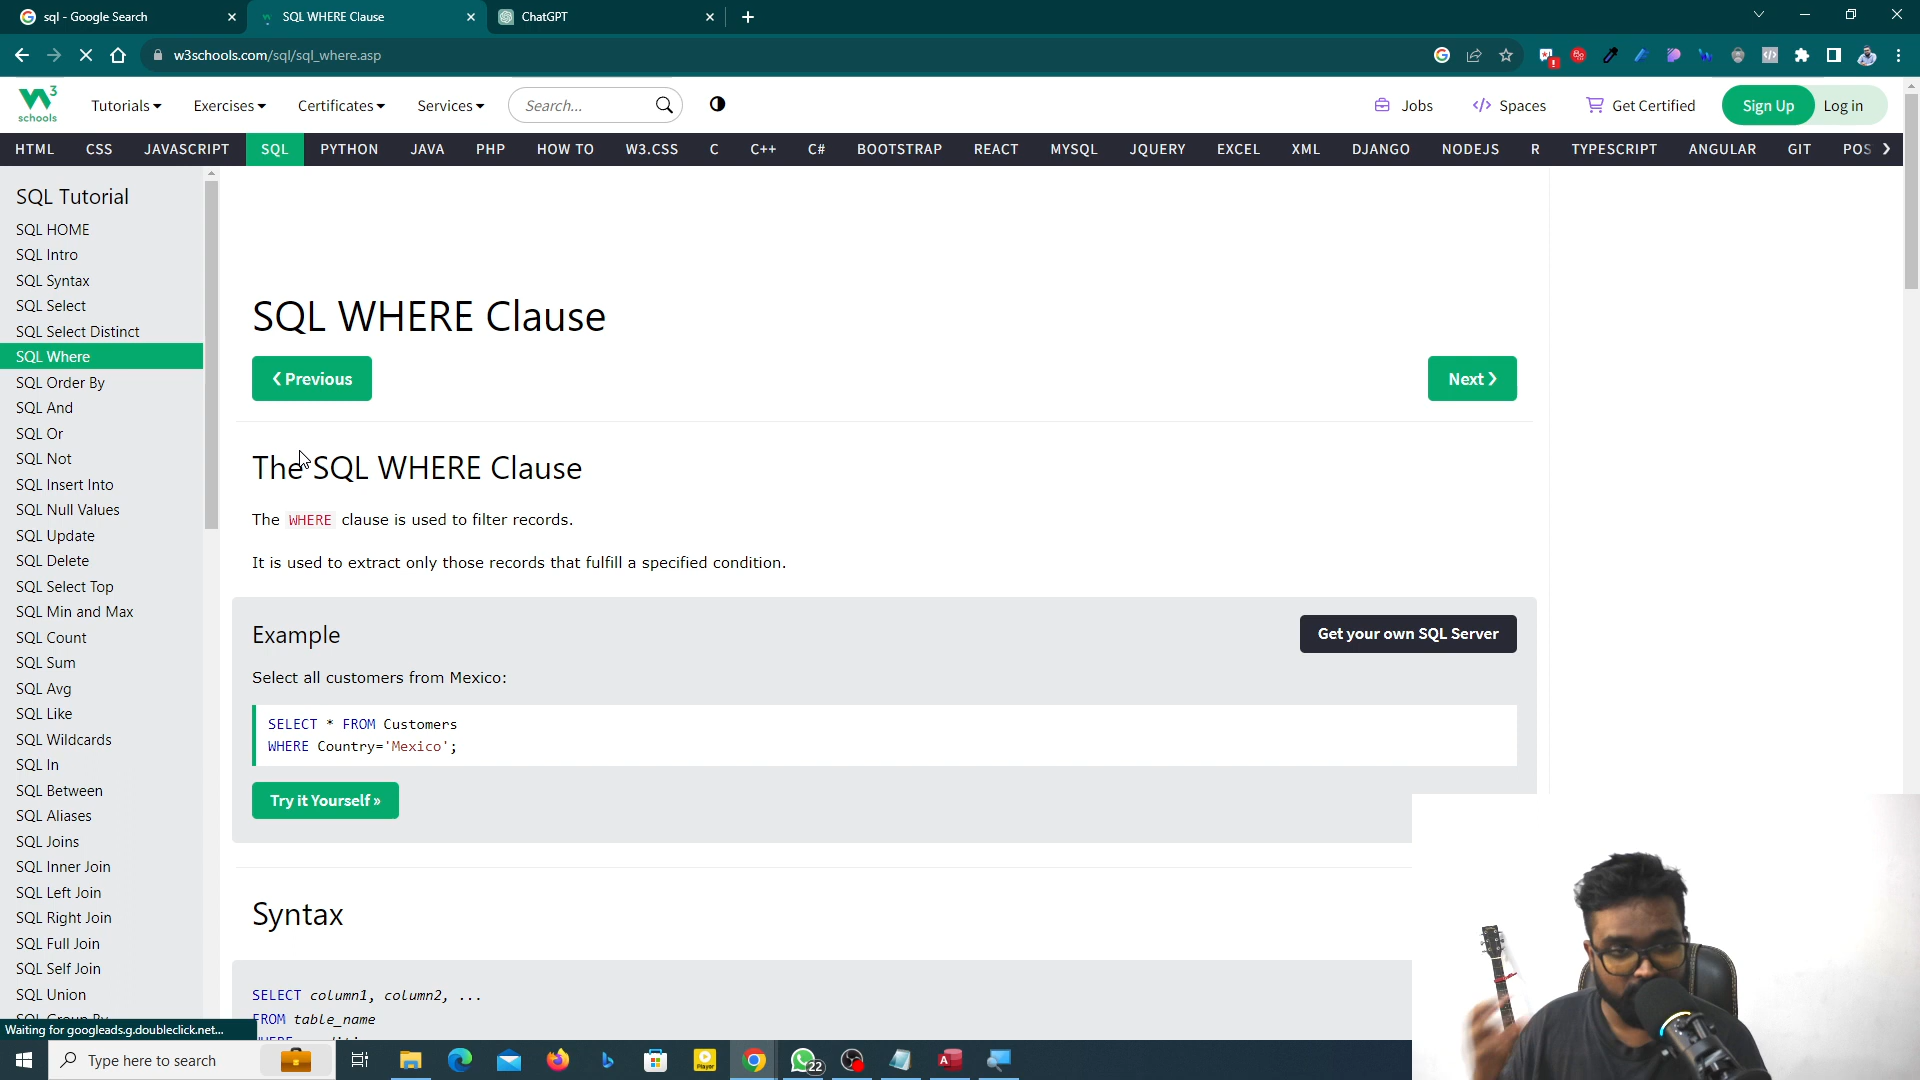 sql - Google Search
SQL WHERE Clause
ChatGPT
w3schools.com/sql/sql_where.asp
3
schools
Tutorials
Exercises
Certificates
Services
Search...
Jobs
Spaces
Get Certified
Sign Up
Log in
HTML CSS JAVASCRIPT SQL PYTHON JAVA PHP HOW TO W3.CSS C C++ C# BOOTSTRAP REACT MYSQL JQUERY EXCEL XML DJANGO NODEJS R TYPESCRIPT ANGULAR GIT POS
SQL Tutorial
SQL HOME
SQL Intro
SQL Syntax
SQL Select
SQL Select Distinct
SQL Where
SQL Order By
SQL And
SQL Or
SQL Not
SQL Insert Into
SQL Null Values
SQL Update
SQL Delete
SQL Select Top
SQL Min and Max
SQL Count
SQL Sum
SQL Avg
SQL Like
SQL Wildcards
SQL In
SQL Between
SQL Aliases
SQL Joins
SQL Inner Join
SQL Left Join
SQL Right Join
SQL Full Join
SQL Self Join
SQL Union
SQL WHERE Clause
❮ Previous
Next ❯
The SQL WHERE Clause
The WHERE clause is used to filter records.
It is used to extract only those records that fulfill a specified condition.
Example
Get your own SQL Server
Select all customers from Mexico:
SELECT * FROM Customers
WHERE Country='Mexico';
Try it Yourself »
Syntax
SELECT column1, column2, ...
FROM table_name
Waiting for googleads.g.doubleclick.net...
Type here to search
Player
22